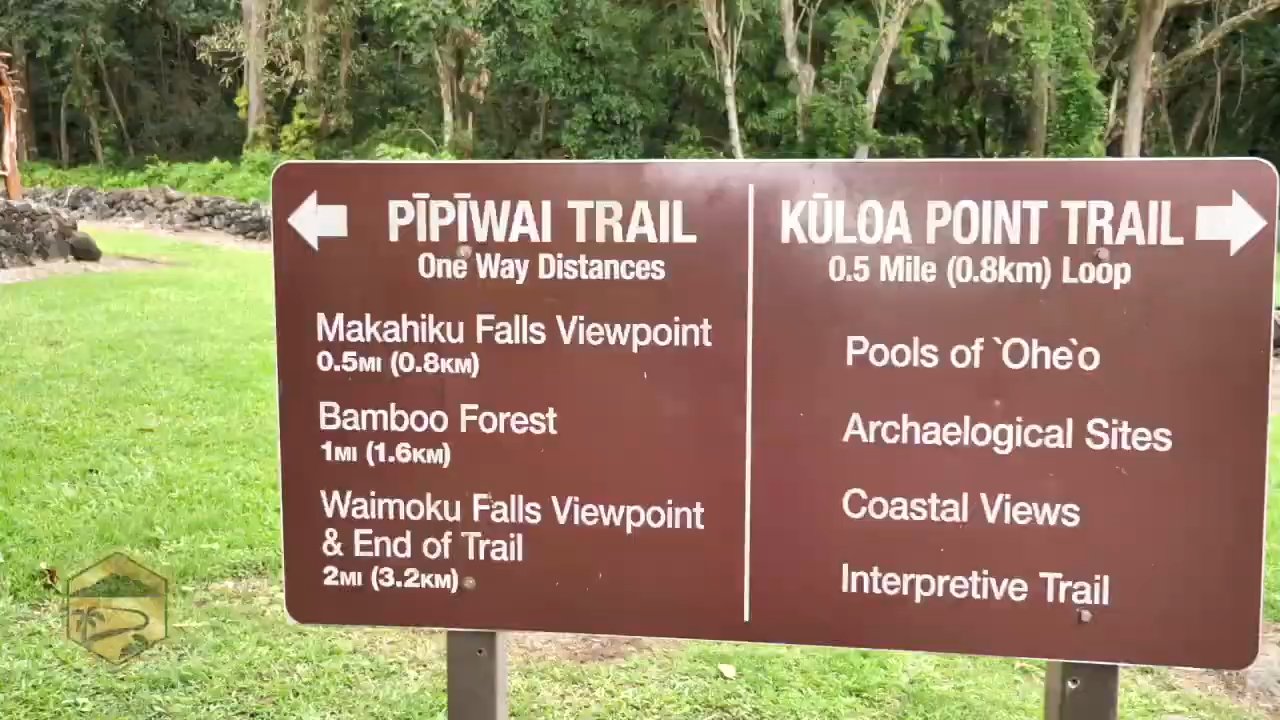 PĪPĪWAI TRAIL
One Way Distances
Makahiku Falls Viewpoint
0.5MI (0.8KM)
Bamboo Forest
1MI (1.6KM)
Waimoku Falls Viewpoint
& End of Trail
2MI (3.2KM)
KŪLOA POINT TRAIL
0.5 Mile (0.8km) Loop
Pools of `Ohe`o
Archaelogical Sites
Coastal Views
Interpretive Trail